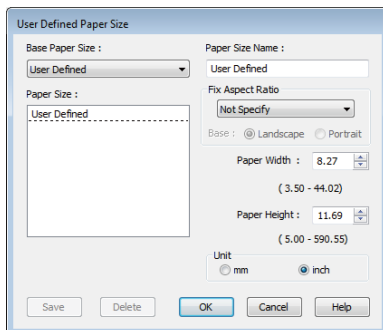 User Defined Paper Size
Base Paper Size :
User Defined
Paper Size :
User Defined
Paper Size Name :
User Defined
Fix Aspect Ratio
Not Specify
Base : Landscape Portrait
Paper Width : 8.27
( 3.50 - 44.02)
Paper Height : 11.69
( 5.00 - 590.55)
Unit
mm inch
Save Delete OK Cancel Help